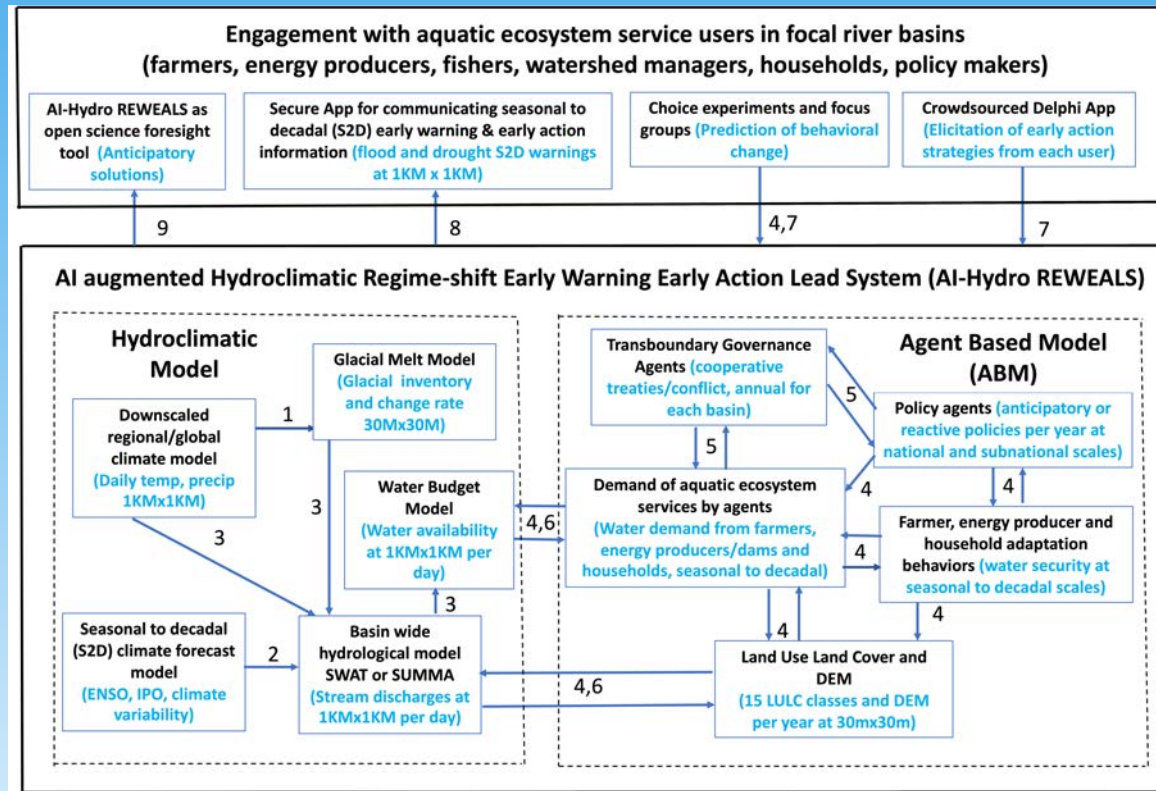 Engagement with aquatic ecosystem service users in focal river basins
(farmers, energy producers, fishers, watershed managers, households, policy makers)
AI-Hydro REWEALS as
open science foresight
tool (Anticipatory
solutions)
Secure App for communicating seasonal to
decadal (S2D) early warning & early action
information (flood and drought S2D warnings
at 1KM x 1KM)
Choice experiments and focus
groups (Prediction of behavioral
change)
Crowdsourced Delphi App
(Elicitation of early action
strategies from each user)
9
8
4,7
7
AI augmented Hydroclimatic Regime-shift Early Warning Early Action Lead System (AI-Hydro REWEALS)
Hydroclimatic
Model
Glacial Melt Model
(Glacial inventory
and change rate
30Mx30M)
Downscaled
regional/global
climate model
(Daily temp, precip
1KMx1KM)
1
3
3
Water Budget
Model
(Water availability
at 1KMx1KM per
day)
3
Seasonal to decadal
(S2D) climate forecast
model
(ENSO, IPO, climate
variability)
2
Basin wide
hydrological model
SWAT or SUMMA
(Stream discharges at
1KMx1KM per day)
4,6
4,6
Agent Based Model
(ABM)
Transboundary Governance
Agents (cooperative
treaties/conflict, annual for
each basin)
5
5
Policy agents (anticipatory or
reactive policies per year at
national and subnational scales)
4
4
Demand of aquatic ecosystem
services by agents
(Water demand from farmers,
energy producers/dams and
households, seasonal to decadal)
4
Farmer, energy producer and
household adaptation
behaviors (water security at
seasonal to decadal scales)
4
4
Land Use Land Cover and
DEM
(15 LULC classes and DEM
per year at 30mx30m)